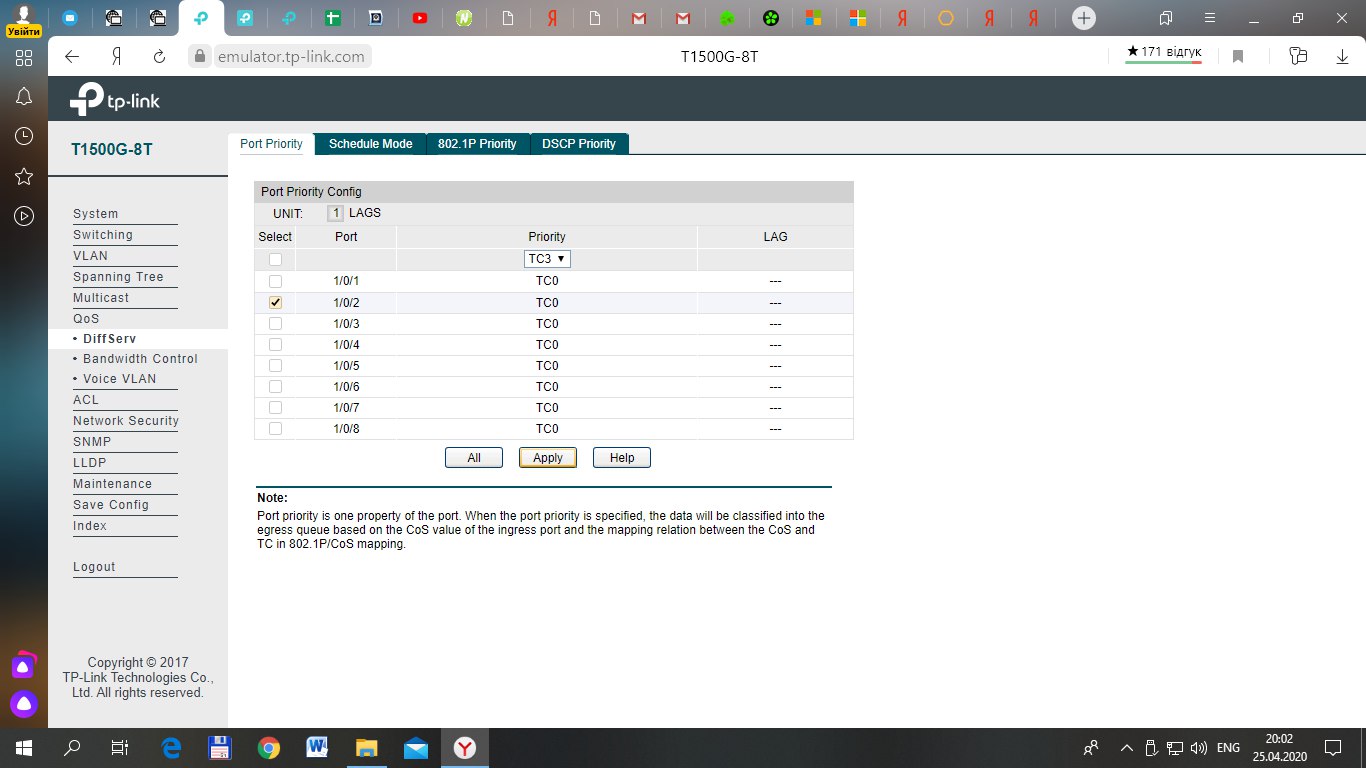 Увійти
emulator.tp-link.com
T1500G-8T
★ 171 відгук
tp-link
T1500G-8T
Port Priority
Schedule Mode
802.1P Priority
DSCP Priority
System
Switching
VLAN
Spanning Tree
Multicast
QoS
• DiffServ
• Bandwidth Control
• Voice VLAN
ACL
Network Security
SNMP
LLDP
Maintenance
Save Config
Index
Logout
Copyright © 2017
TP-Link Technologies Co.,
Ltd. All rights reserved.
Port Priority Config
UNIT: 1 LAGS
Select Port Priority LAG
TC3
1/0/1 TC0 ---
1/0/2 TC0 ---
1/0/3 TC0 ---
1/0/4 TC0 ---
1/0/5 TC0 ---
1/0/6 TC0 ---
1/0/7 TC0 ---
1/0/8 TC0 ---
All Apply Help
Note:
Port priority is one property of the port. When the port priority is specified, the data will be classified into the
egress queue based on the CoS value of the ingress port and the mapping relation between the CoS and
TC in 802.1P/CoS mapping.
ENG
20:02
25.04.2020